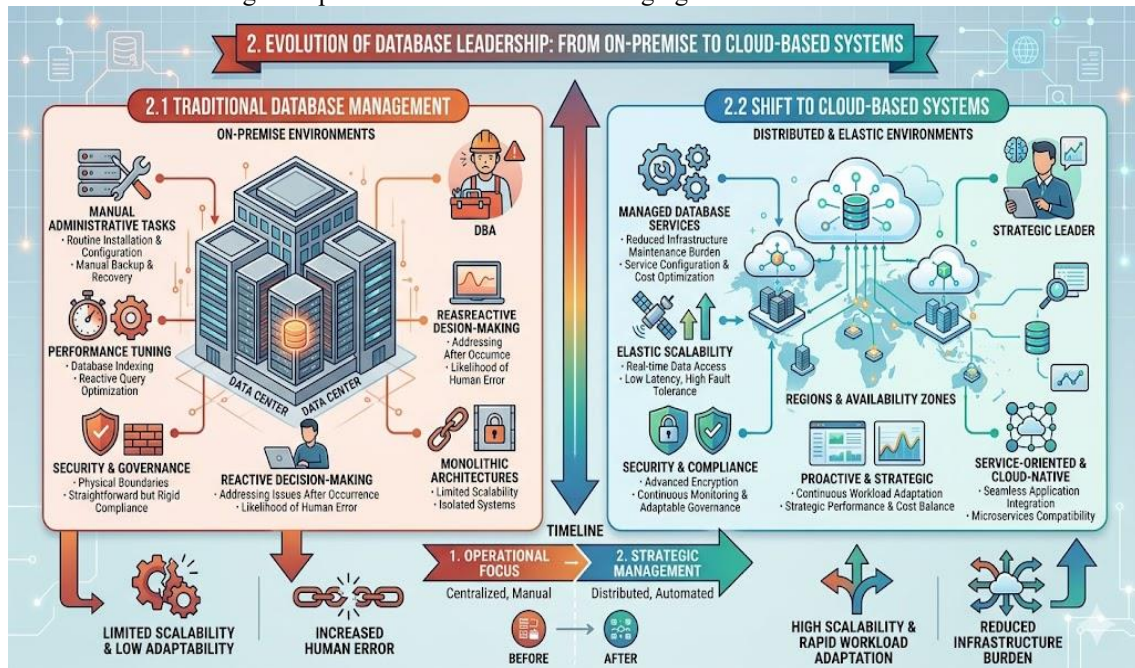 2. EVOLUTION OF DATABASE LEADERSHIP: FROM ON-PREMISE TO CLOUD-BASED SYSTEMS
2.1 TRADITIONAL DATABASE MANAGEMENT
ON-PREMISE ENVIRONMENTS
MANUAL
ADMINISTRATIVE TASKS
· Routine Installation &
Configuration
· Manual Backup &
Recovery
DBA
PERFORMANCE TUNING
· Database Indexing
· Reactive Query
Optimization
REASREACTIVE
DESION-MAKING
· Addressing
After Occumce
· Likelihood of
Human Error
DATA CENTER
DATA CENTER
SECURITY & GOVERNANCE
· Physical Boundaries
· Straightforward but Rigid
Compliance
REACTIVE DECISION-MAKING
· Addressing Issues After Occurrence
· Likelihood of Human Error
MONOLITHIC
ARCHITECTURES
· Limited Scalability
· Isolated Systems
2.2 SHIFT TO CLOUD-BASED SYSTEMS
DISTRIBUTED & ELASTIC ENVIRONMENTS
MANAGED DATABASE
SERVICES
· Reduced Infrastructure
Maintenance Burden
· Service Configuration &
Cost Optimization
STRATEGIC LEADER
ELASTIC SCALABILITY
· Real-time Data Access
· Low Latency, High Fault
Tolerance
REGIONS & AVAILABILITY ZONES
SECURITY & COMPLIANCE
· Advanced Encryption
· Continuous Monitoring &
Adaptable Governance
PROACTIVE & STRATEGIC
· Continuous Workload Adaptation
· Strategic Performance & Cost Balance
SERVICE-ORIENTED &
CLOUD-NATIVE
· Seamless Application
Integration
· Microservices Compatibility
TIMELINE
1. OPERATIONAL
FOCUS
2. STRATEGIC
MANAGEMENT
Centralized, Manual
Distributed, Automated
BEFORE
AFTER
LIMITED SCALABILITY
& LOW ADAPTABILITY
INCREASED
HUMAN ERROR
HIGH SCALABILITY &
RAPID WORKLOAD
ADAPTATION
REDUCED
INFRASTRUCTURE
BURDEN